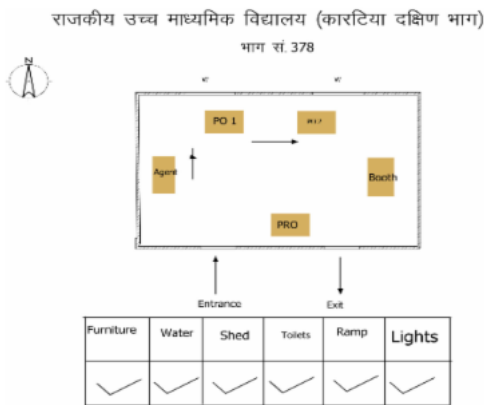 राजकीय उच्च माध्यमिक विद्यालय (कारटिया दक्षिण भाग)
भाग सं. 378
N
PO 1
Agent
Booth
PRO
Entrance
Exit
Furniture Water Shed Toilets Ramp Lights